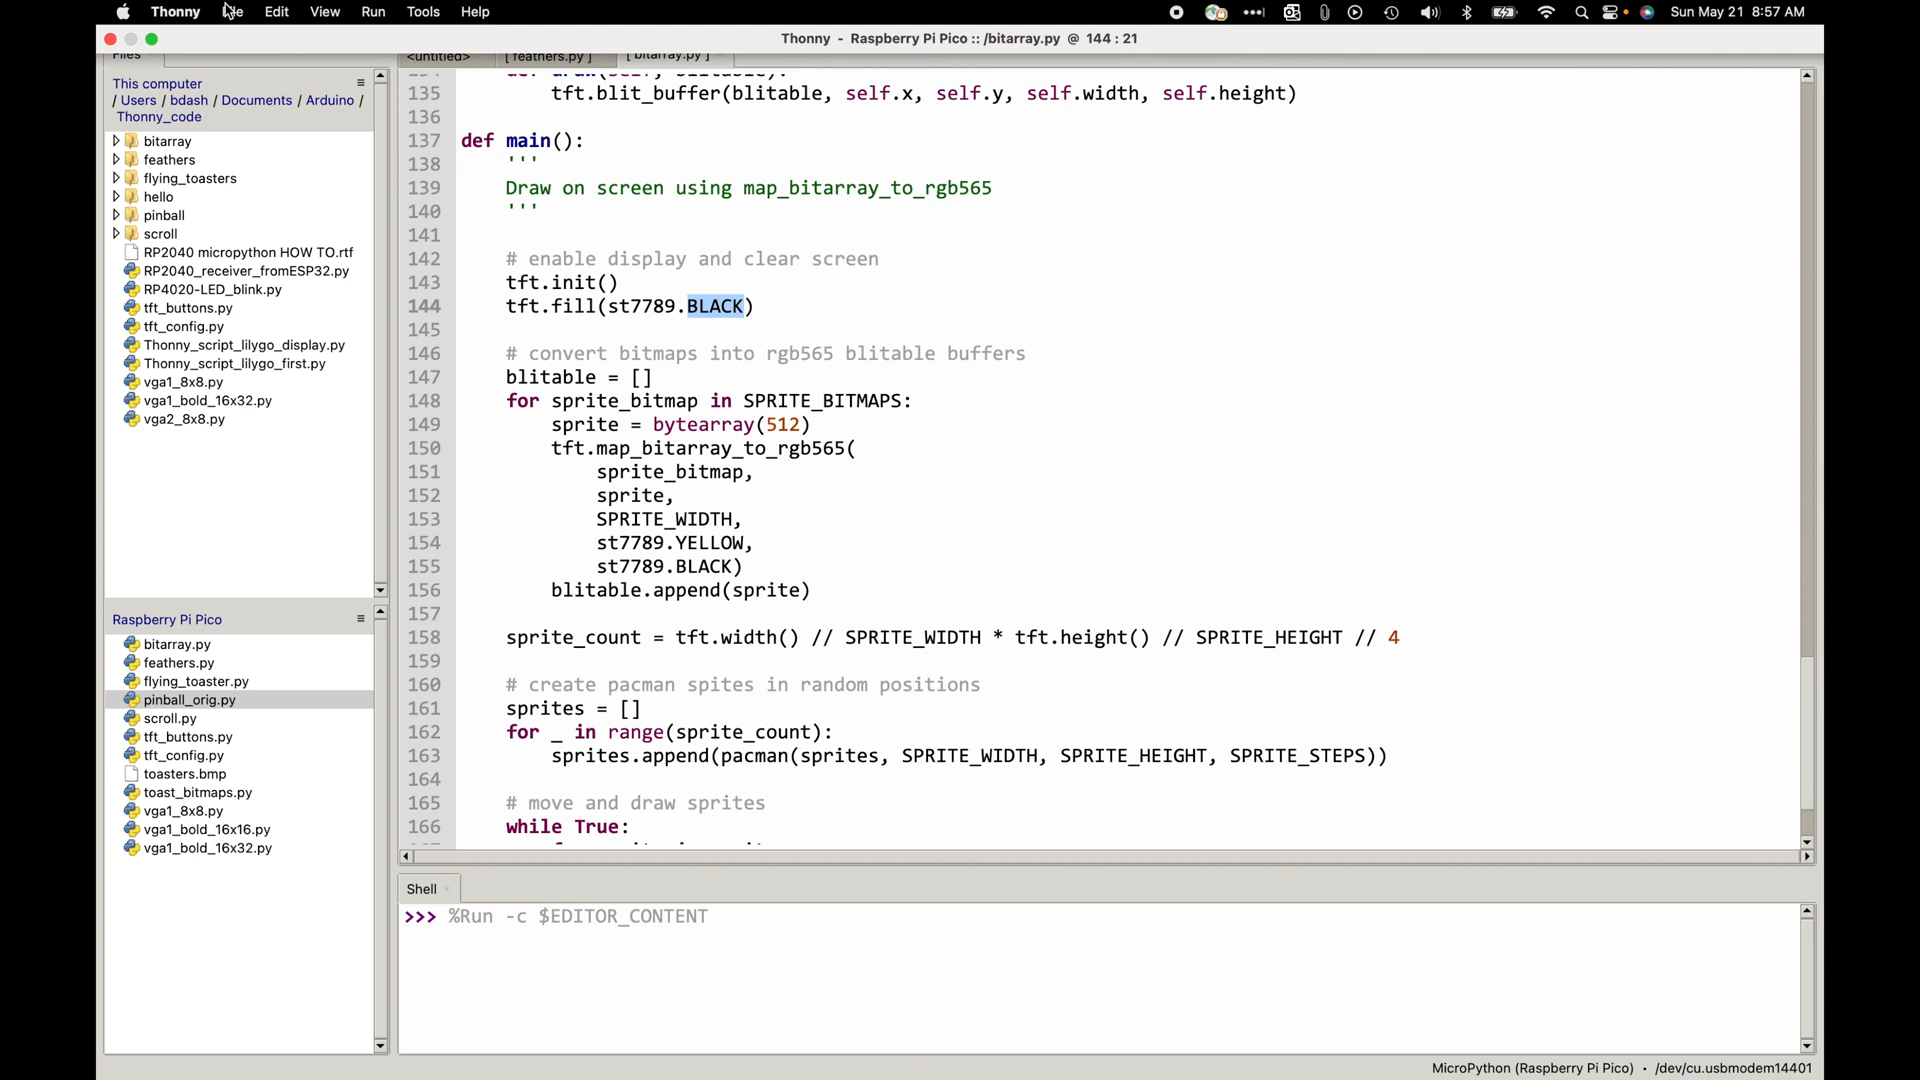 Thonny File Edit View Run Tools Help Sun May 21 8:57 AM
Thonny - Raspberry Pi Pico :: /bitarray.py @ 144 : 21
Files
<untitled> [ feathers.py ] [ bitarray.py ]
This computer
/ Users / bdash / Documents / Arduino /
Thonny_code
bitarray
feathers
flying_toasters
hello
pinball
scroll
RP2040 micropython HOW TO.rtf
RP2040_receiver_fromESP32.py
RP4020-LED_blink.py
tft_buttons.py
tft_config.py
Thonny_script_lilygo_display.py
Thonny_script_lilygo_first.py
vga1_8x8.py
vga1_bold_16x32.py
vga2_8x8.py
Raspberry Pi Pico
bitarray.py
feathers.py
flying_toaster.py
pinball_orig.py
scroll.py
tft_buttons.py
tft_config.py
toasters.bmp
toast_bitmaps.py
vga1_8x8.py
vga1_bold_16x16.py
vga1_bold_16x32.py
134 def draw(self, blitable):
135 tft.blit_buffer(blitable, self.x, self.y, self.width, self.height)
136
137 def main():
138 '''
139 Draw on screen using map_bitarray_to_rgb565
140 '''
141
142 # enable display and clear screen
143 tft.init()
144 tft.fill(st7789.BLACK)
145
146 # convert bitmaps into rgb565 blitable buffers
147 blitable = []
148 for sprite_bitmap in SPRITE_BITMAPS:
149 sprite = bytearray(512)
150 tft.map_bitarray_to_rgb565(
151 sprite_bitmap,
152 sprite,
153 SPRITE_WIDTH,
154 st7789.YELLOW,
155 st7789.BLACK)
156 blitable.append(sprite)
157
158 sprite_count = tft.width() // SPRITE_WIDTH * tft.height() // SPRITE_HEIGHT // 4
159
160 # create pacman spites in random positions
161 sprites = []
162 for _ in range(sprite_count):
163 sprites.append(pacman(sprites, SPRITE_WIDTH, SPRITE_HEIGHT, SPRITE_STEPS))
164
165 # move and draw sprites
166 while True:
Shell
>>> %Run -c $EDITOR_CONTENT
MicroPython (Raspberry Pi Pico) • /dev/cu.usbmodem14401